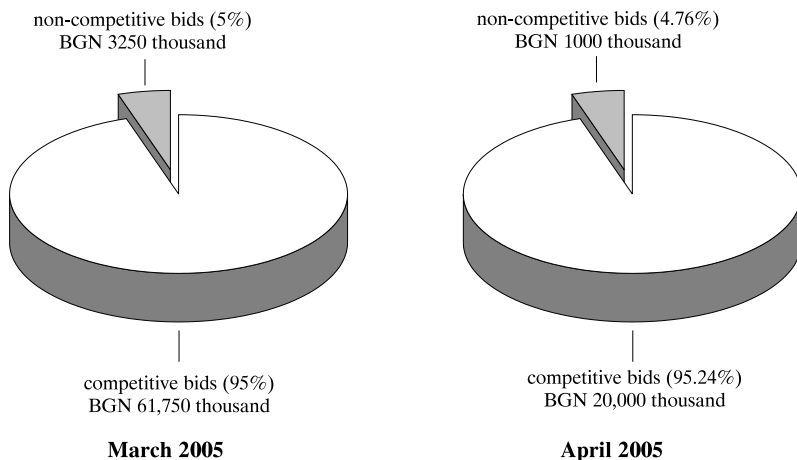 non-competitive bids (5%)
BGN 3250 thousand
competitive bids (95%)
BGN 61,750 thousand
March 2005
non-competitive bids (4.76%)
BGN 1000 thousand
competitive bids (95.24%)
BGN 20,000 thousand
April 2005